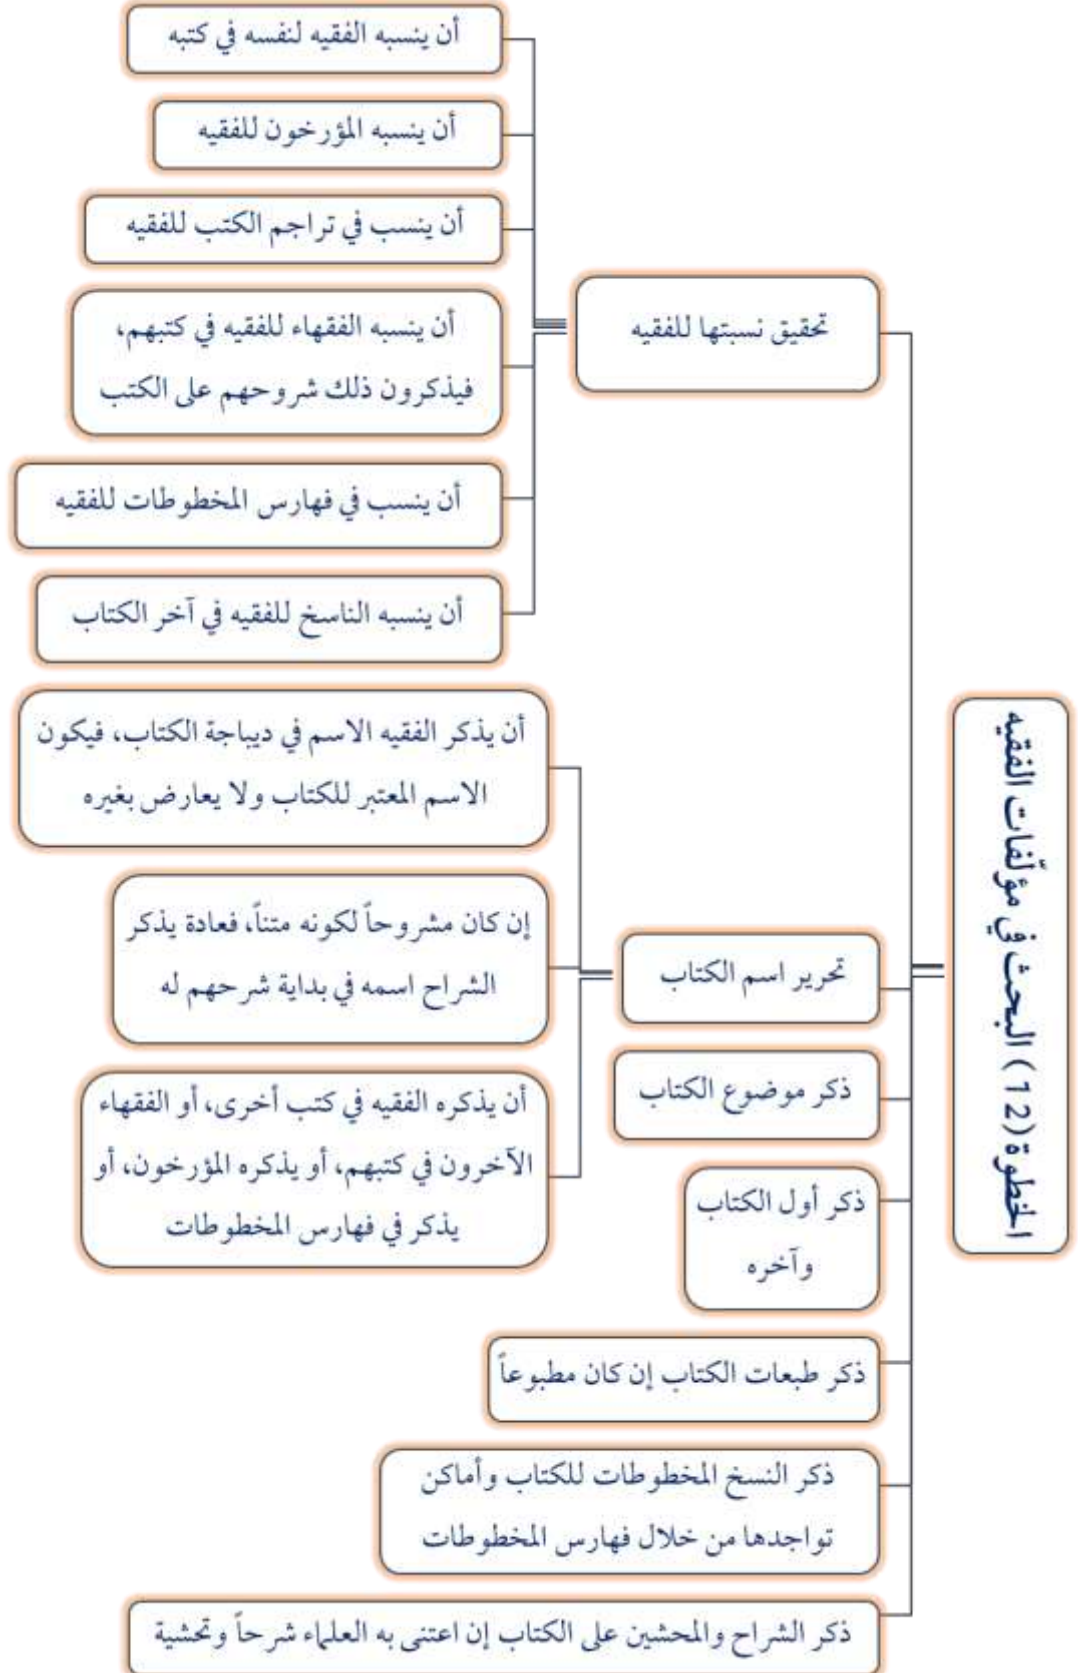 الخطوة (12) البحث في مؤلّفات الفقيه
تحقيق نسبتها للفقيه
أن ينسبه الفقيه لنفسه في كتبه
أن ينسبه المؤرخون للفقيه
أن ينسب في تراجم الكتب للفقيه
أن ينسبه الفقهاء للفقيه في كتبهم،
فيذكرون ذلك شروحهم على الكتب
أن ينسب في فهارس المخطوطات للفقيه
أن ينسبه الناسخ للفقيه في آخر الكتاب
تحرير اسم الكتاب
أن يذكر الفقيه الاسم في ديباجة الكتاب، فيكون
الاسم المعتبر للكتاب ولا يعارض بغيره
إن كان مشروحاً لكونه متناً، فعادة يذكر
الشراح اسمه في بداية شرحهم له
أن يذكره الفقيه في كتب أخرى، أو الفقهاء
الآخرون في كتبهم، أو يذكره المؤرخون، أو
يذكر في فهارس المخطوطات
ذكر موضوع الكتاب
ذكر أول الكتاب
وآخره
ذكر طبعات الكتاب إن كان مطبوعاً
ذكر النسخ المخطوطات للكتاب وأماكن
تواجدها من خلال فهارس المخطوطات
ذكر الشراح والمحشين على الكتاب إن اعتنى به العلماء شرحاً وتحشية